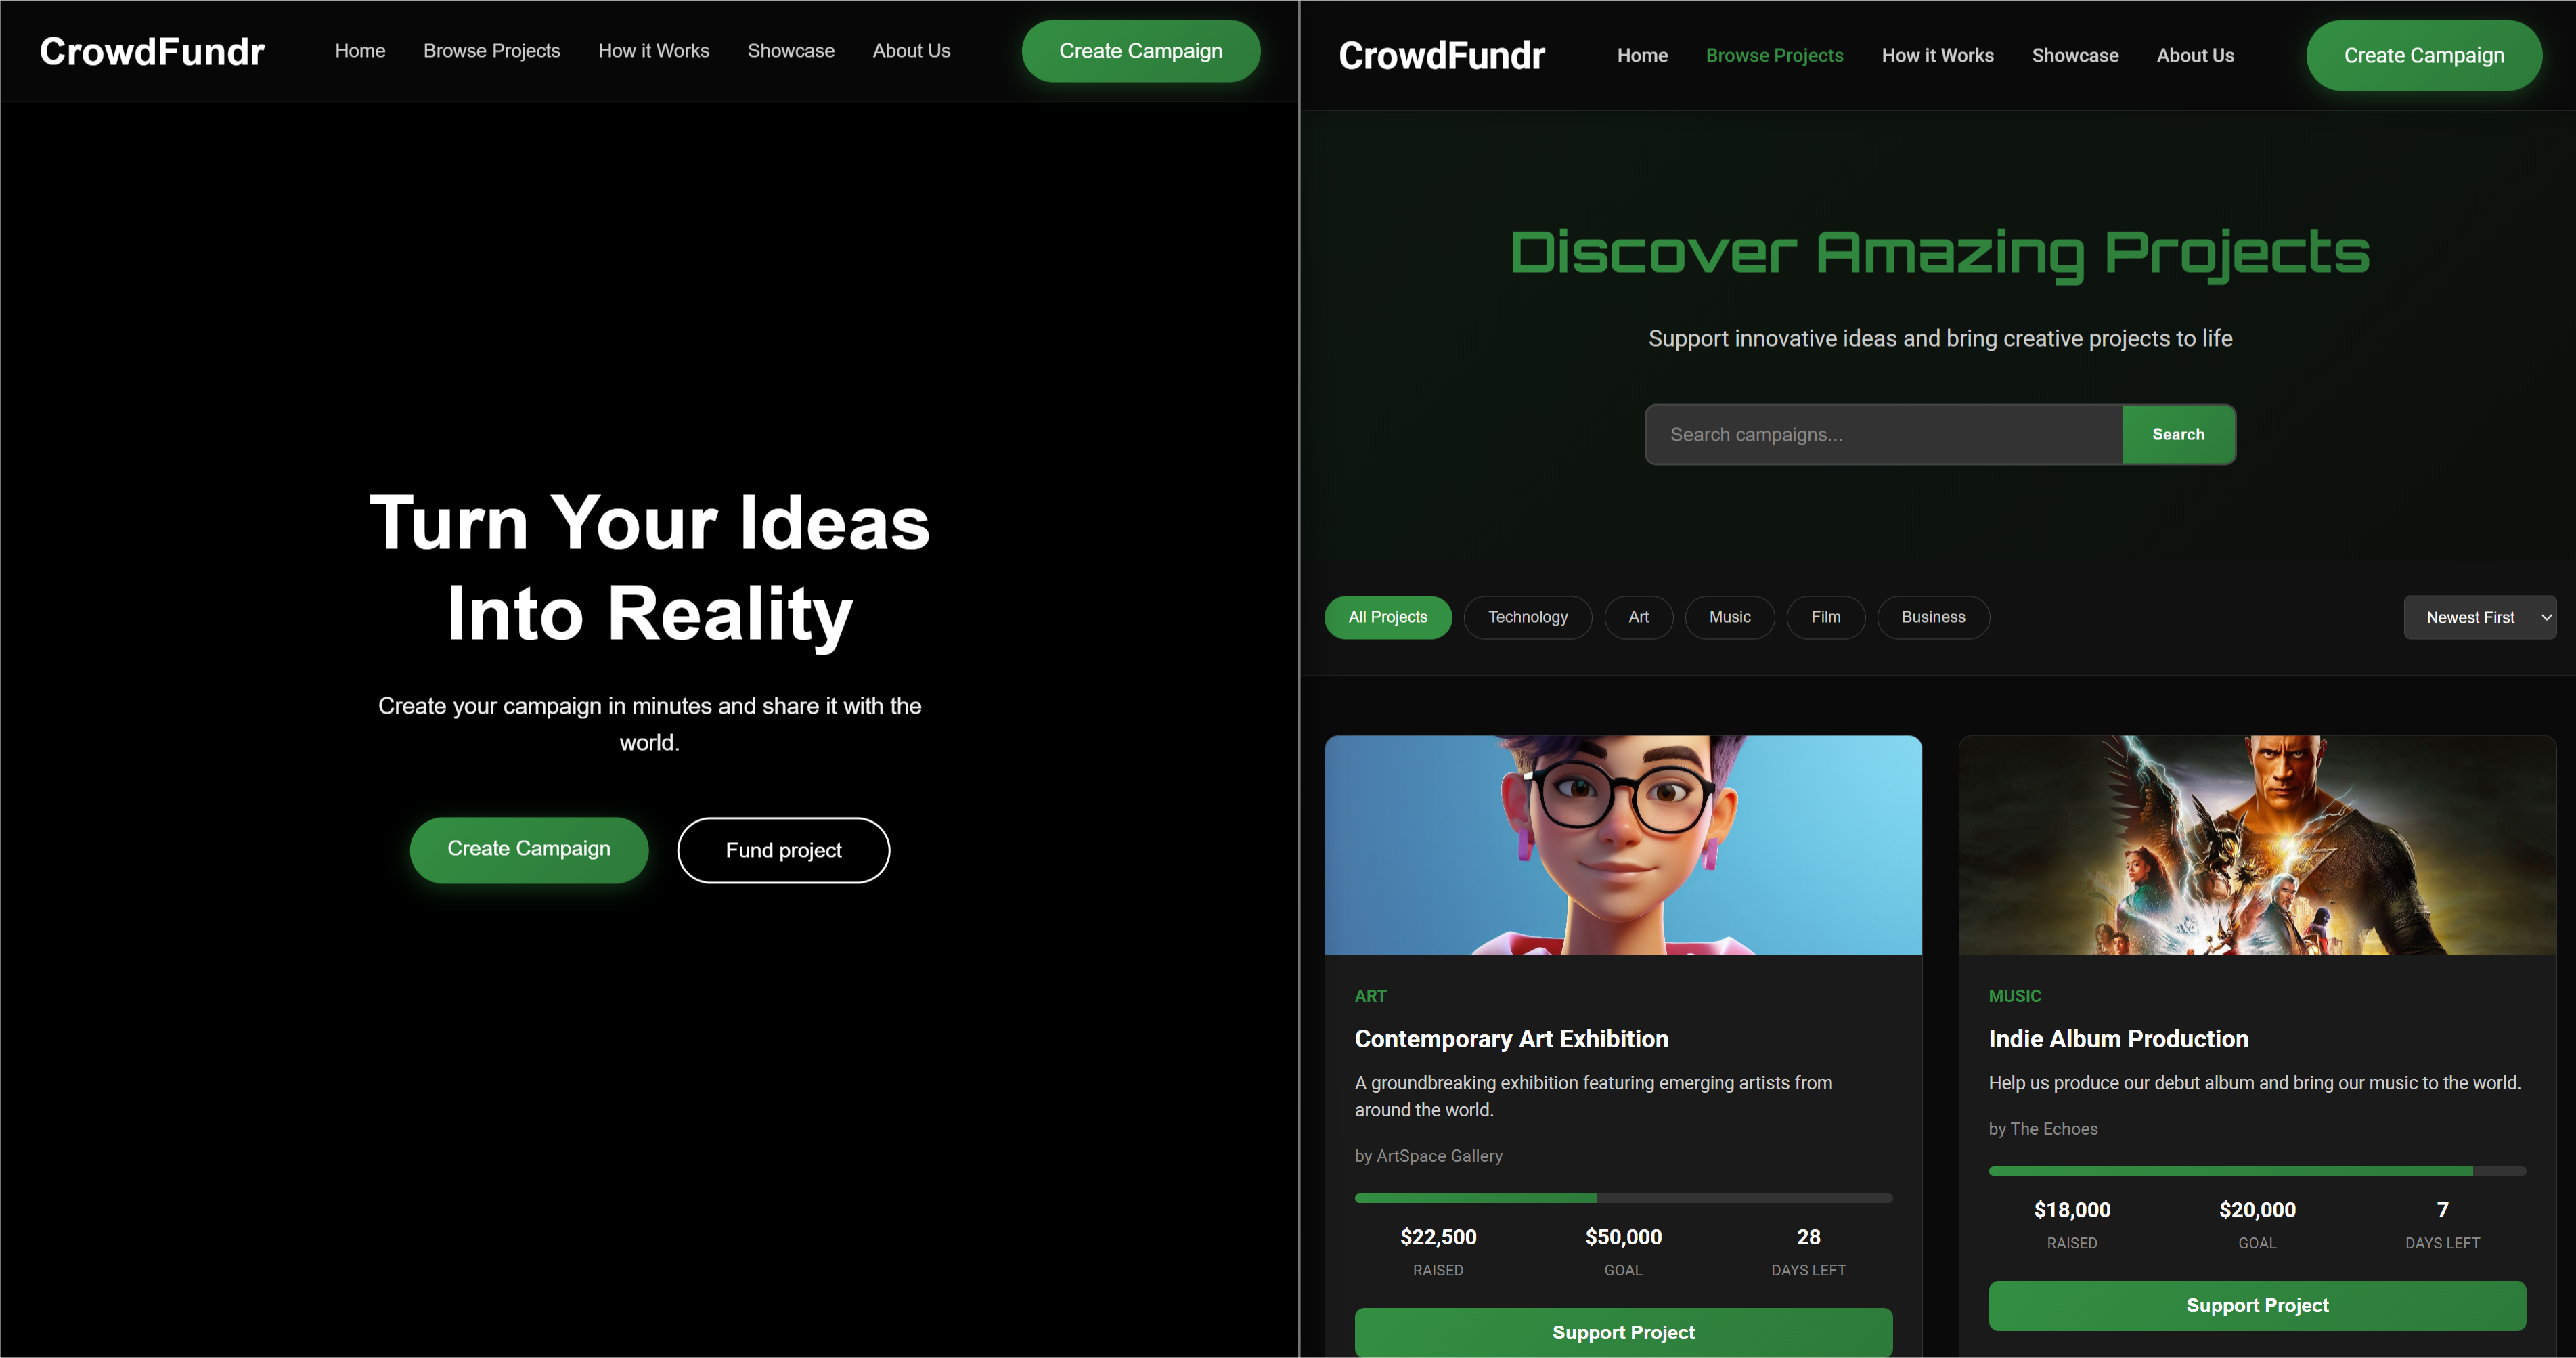 CrowdFundr
Home
Browse Projects
How it Works
Showcase
About Us
Create Campaign
Turn Your Ideas
Into Reality
Create your campaign in minutes and share it with the
world.
Create Campaign
Fund project
CrowdFundr
Home
Browse Projects
How it Works
Showcase
About Us
Create Campaign
Discover Amazing Projects
Support innovative ideas and bring creative projects to life
Search campaigns...
Search
All Projects
Technology
Art
Music
Film
Business
Newest First
ART
Contemporary Art Exhibition
A groundbreaking exhibition featuring emerging artists from
around the world.
by ArtSpace Gallery
$22,500
$50,000
28
RAISED
GOAL
DAYS LEFT
Support Project
MUSIC
Indie Album Production
Help us produce our debut album and bring our music to the world.
by The Echoes
$18,000
$20,000
7
RAISED
GOAL
DAYS LEFT
Support Project